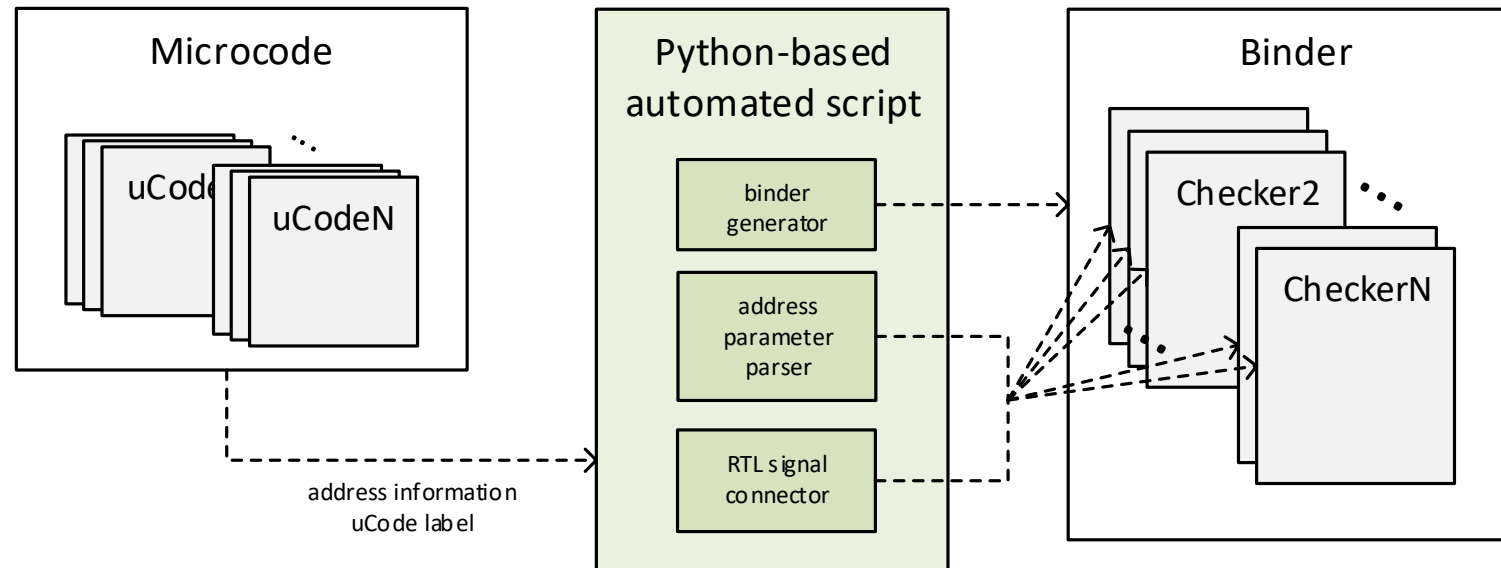 Microcode
uCode
uCodeN
address information
uCode label
Python-based
automated script
binder
generator
address
parameter
parser
RTL signal
connector
Binder
Checker2
CheckerN